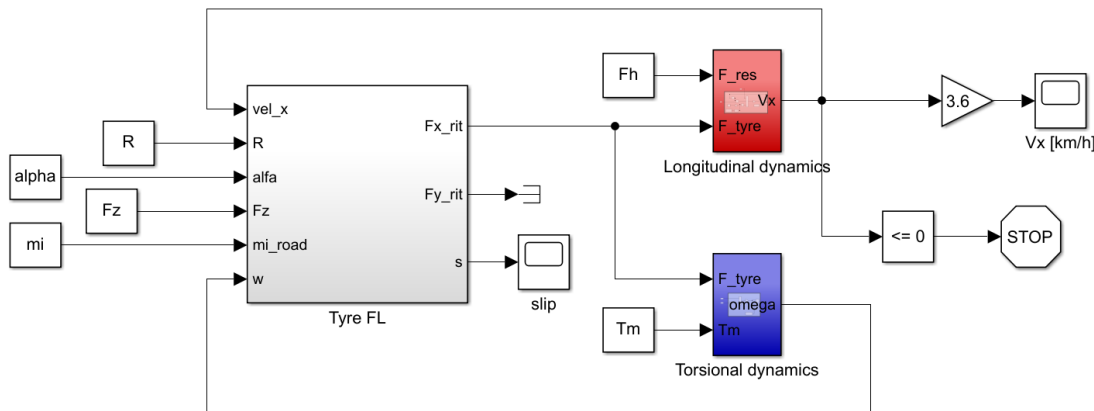 vel_x
R
alfa
Fz
mi_road
w
Fx_rit
Fy_rit
s
Tyre FL
R
alpha
Fz
mi
slip
Fh
F_res
Vx
F_tyre
Longitudinal dynamics
3.6
Vx [km/h]
<= 0
STOP
Tm
F_tyre
omega
Tm
Torsional dynamics